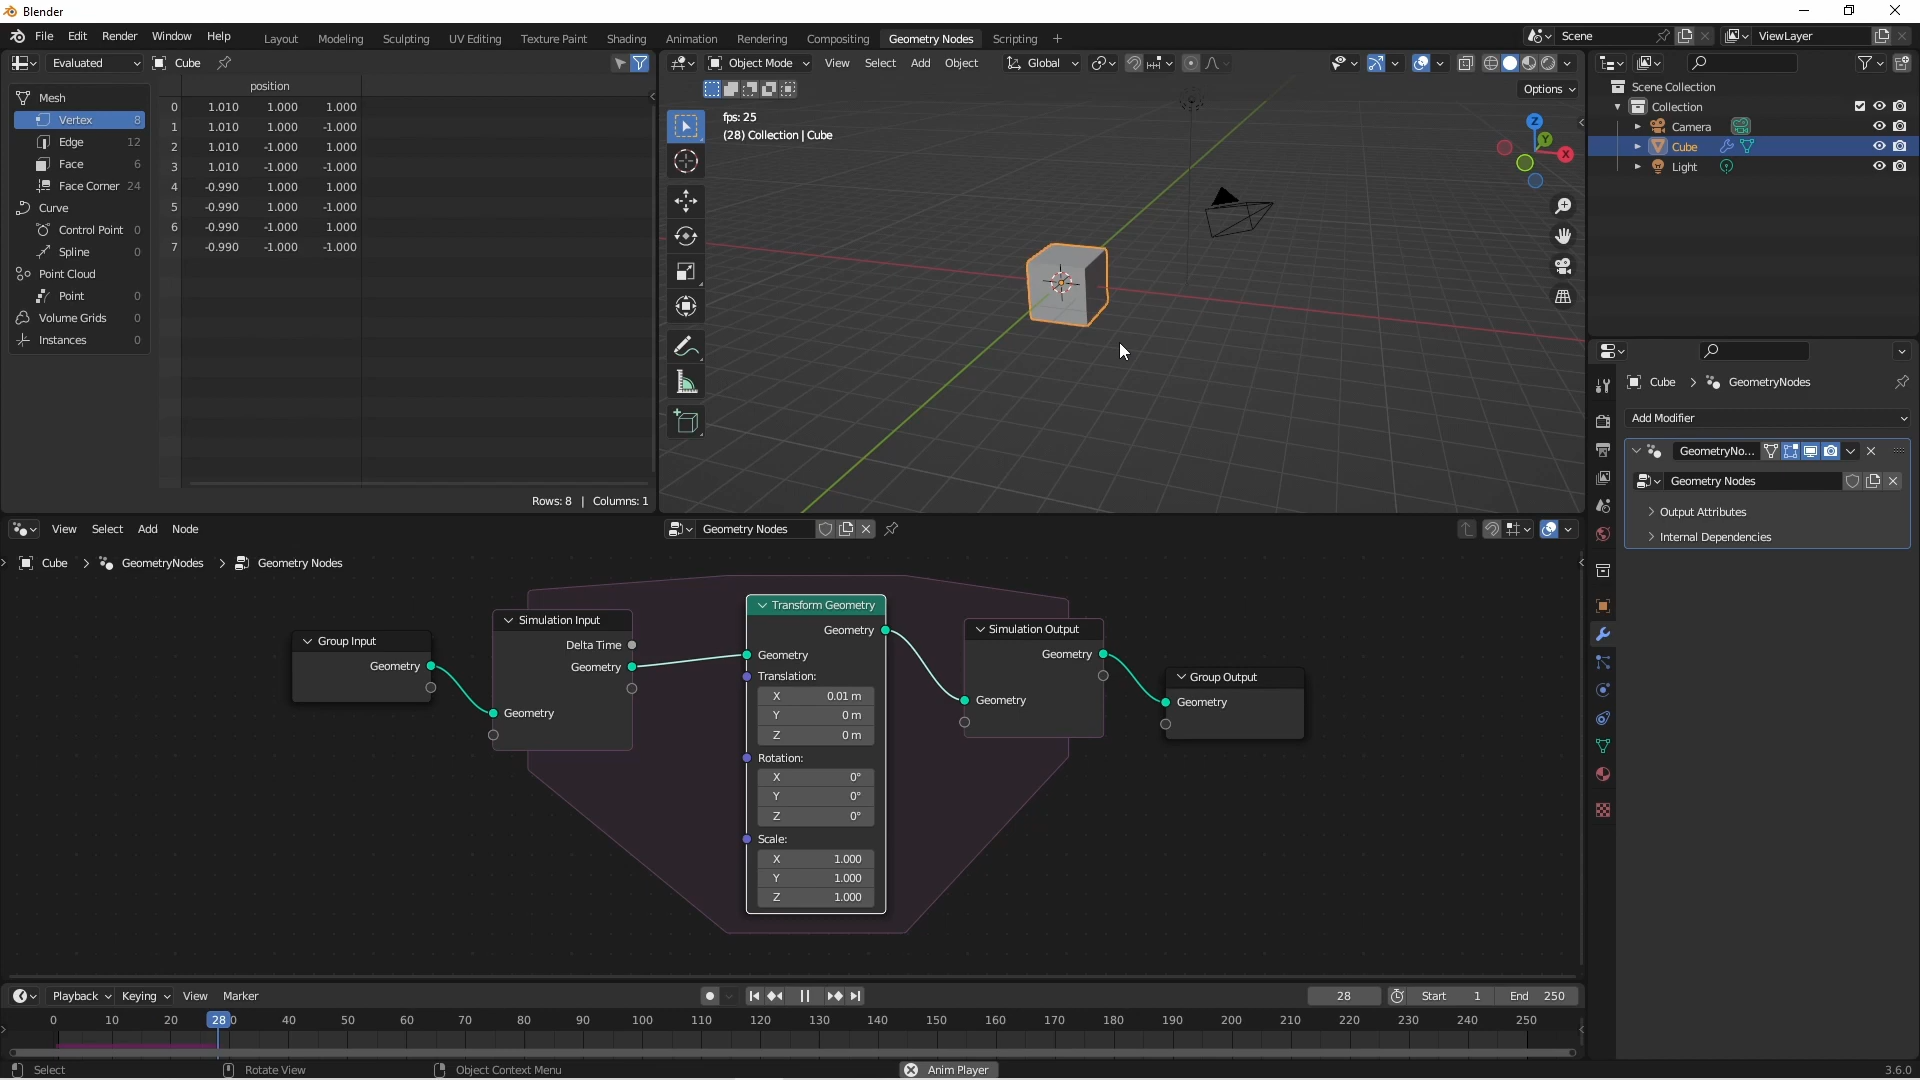 Blender
File Edit Render Window Help
Layout Modeling Sculpting UV Editing Texture Paint Shading Animation Rendering Compositing Geometry Nodes Scripting +
Scene
ViewLayer
Evaluated
Cube
Object Mode View Select Add Object
Global
Options
Mesh
Vertex 8
Edge 12
Face 6
Face Corner 24
Curve
Control Point 0
Spline 0
Point Cloud
Point 0
Volume Grids 0
Instances 0
position
0 1.010 1.000 1.000
1 1.010 1.000 -1.000
2 1.010 -1.000 1.000
3 1.010 -1.000 -1.000
4 -0.990 1.000 1.000
5 -0.990 1.000 -1.000
6 -0.990 -1.000 1.000
7 -0.990 -1.000 -1.000
Rows: 8 | Columns: 1
fps: 25
(28) Collection | Cube
Z
Y
X
Scene Collection
Collection
Camera
Cube
Light
Cube > GeometryNodes
Add Modifier
GeometryNo...
Geometry Nodes
Output Attributes
Internal Dependencies
View Select Add Node
Geometry Nodes
Cube > GeometryNodes > Geometry Nodes
Group Input
Geometry
Simulation Input
Delta Time
Geometry
Geometry
Transform Geometry
Geometry
Geometry
Translation:
X 0.01 m
Y 0 m
Z 0 m
Rotation:
X 0°
Y 0°
Z 0°
Scale:
X 1.000
Y 1.000
Z 1.000
Simulation Output
Geometry
Geometry
Group Output
Geometry
Playback Keying View Marker
28
Start 1
End 250
0 10 20 28 0 40 50 60 70 80 90 100 110 120 130 140 150 160 170 180 190 200 210 220 230 240 250
Select
Rotate View
Object Context Menu
Anim Player
3.6.0